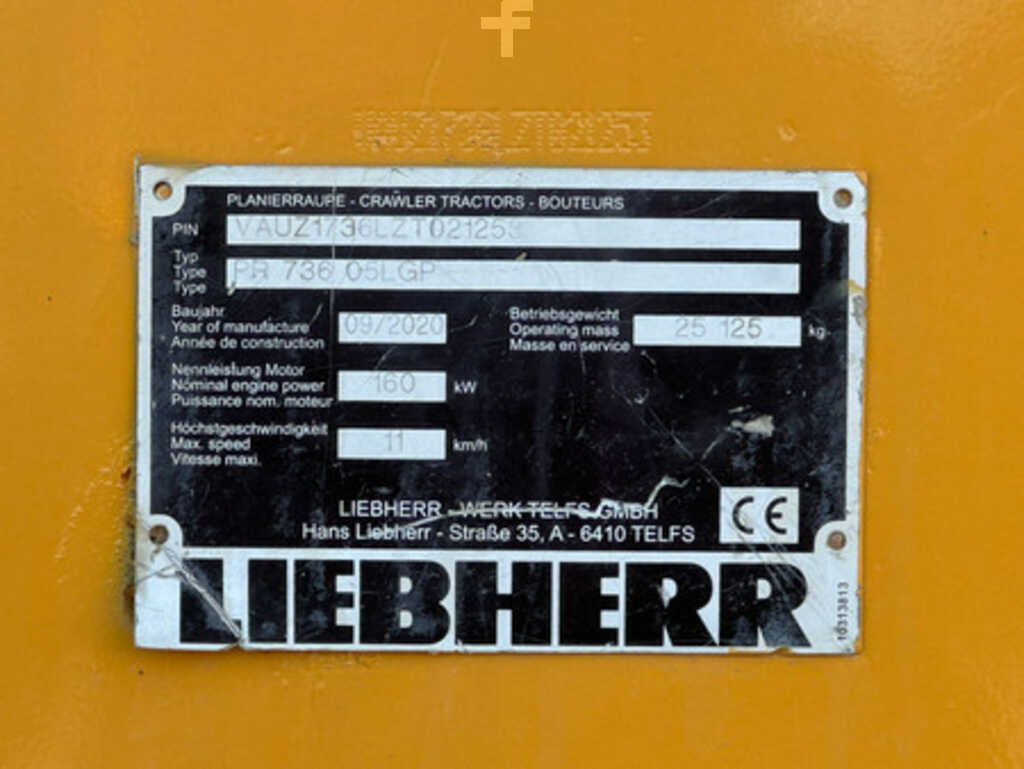 f
PLANIERRAUPE - CRAWLER TRACTORS - BOUTEURS
PIN VAUZ1736LZT021253
Typ
Type PR 736 05LGP
Type
Baujahr
Year of manufacture 09/2020
Année de construction
Betriebsgewicht
Operating mass 25 125 kg
Masse en service
Nennleistung Motor
Nominal engine power 160 kW
Puissance nom. moteur
Höchstgeschwindigkeit
Max. speed 11 km/h
Vitesse maxi.
LIEBHERR - WERK TELFS GMBH
Hans Liebherr - Straße 35, A - 6410 TELFS
CE
LIEBHERR
10313813